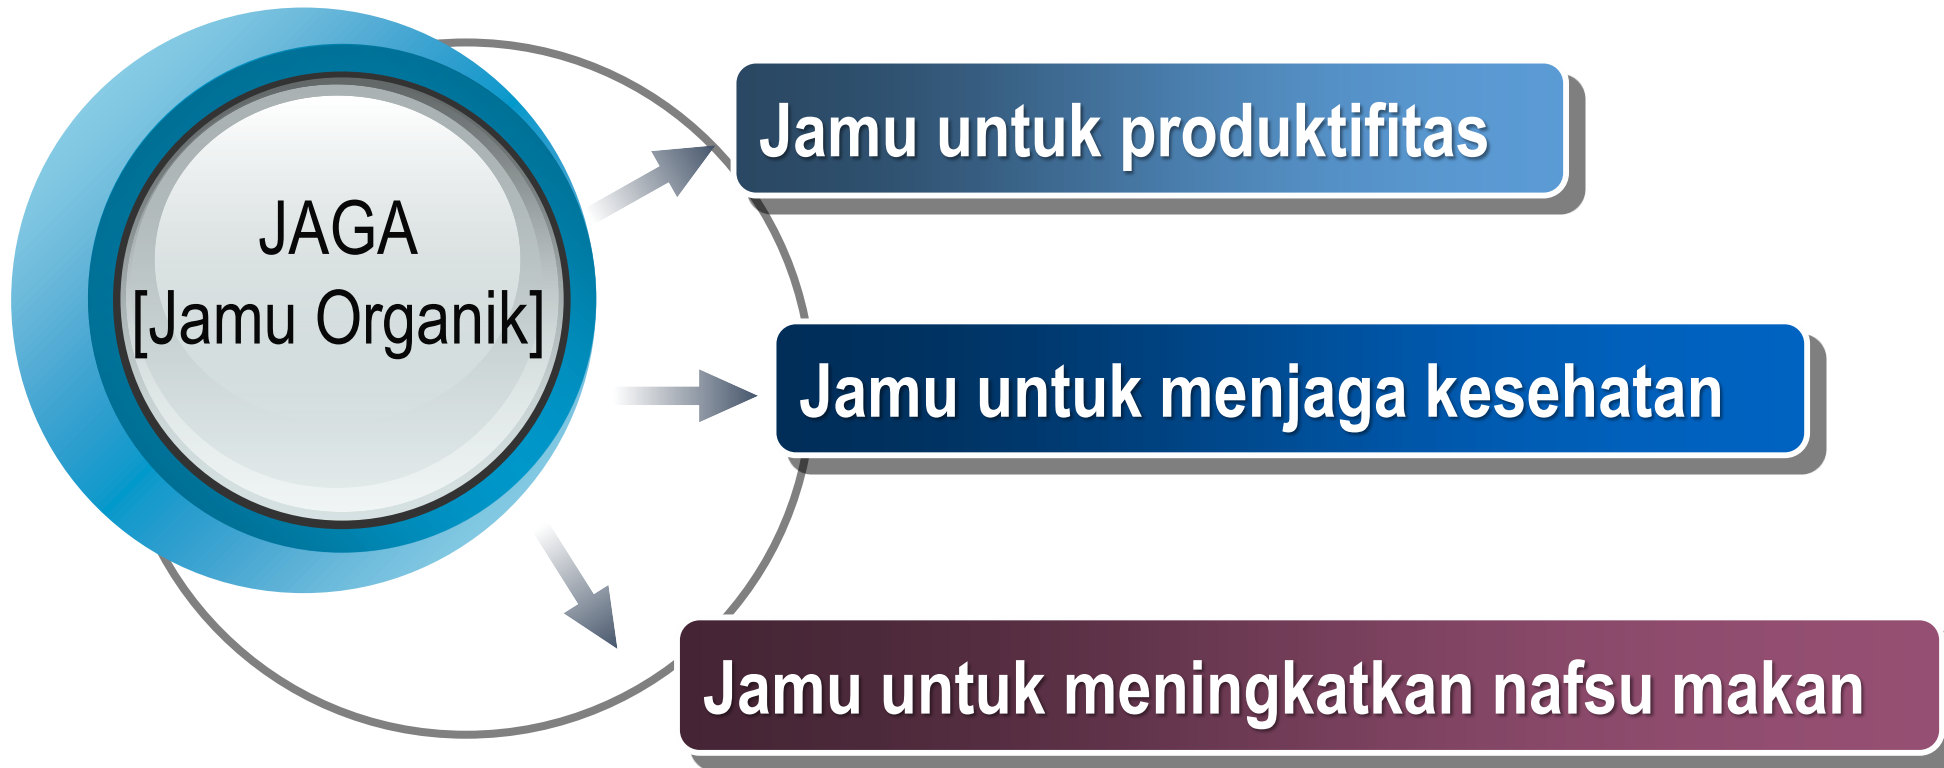 JAGA
[Jamu Organik]
Jamu untuk produktifitas
Jamu untuk menjaga kesehatan
Jamu untuk meningkatkan nafsu makan